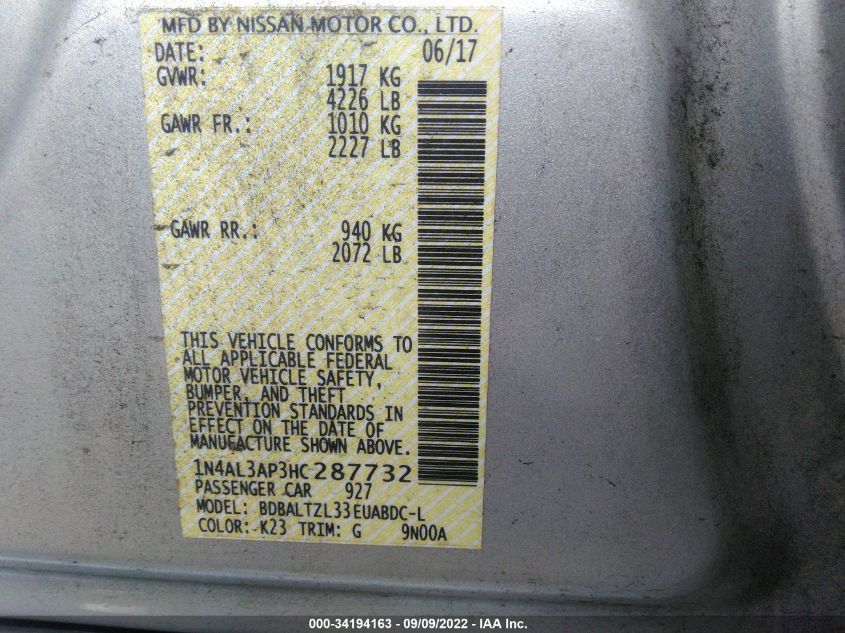 MFD BY NISSAN MOTOR CO., LTD.
DATE: 06/17
GVWR: 1917 KG
4226 LB
GAWR FR.: 1010 KG
2227 LB
GAWR RR.: 940 KG
2072 LB
THIS VEHICLE CONFORMS TO
ALL APPLICABLE FEDERAL
MOTOR VEHICLE SAFETY,
BUMPER, AND THEFT
PREVENTION STANDARDS IN
EFFECT ON THE DATE OF
MANUFACTURE SHOWN ABOVE.
1N4AL3AP3HC287732
PASSENGER CAR 927
MODEL: BDBALTZL33EUABDC-L
COLOR: K23 TRIM: G 9N00A
000-34194163 - 09/09/2022 - IAA Inc.